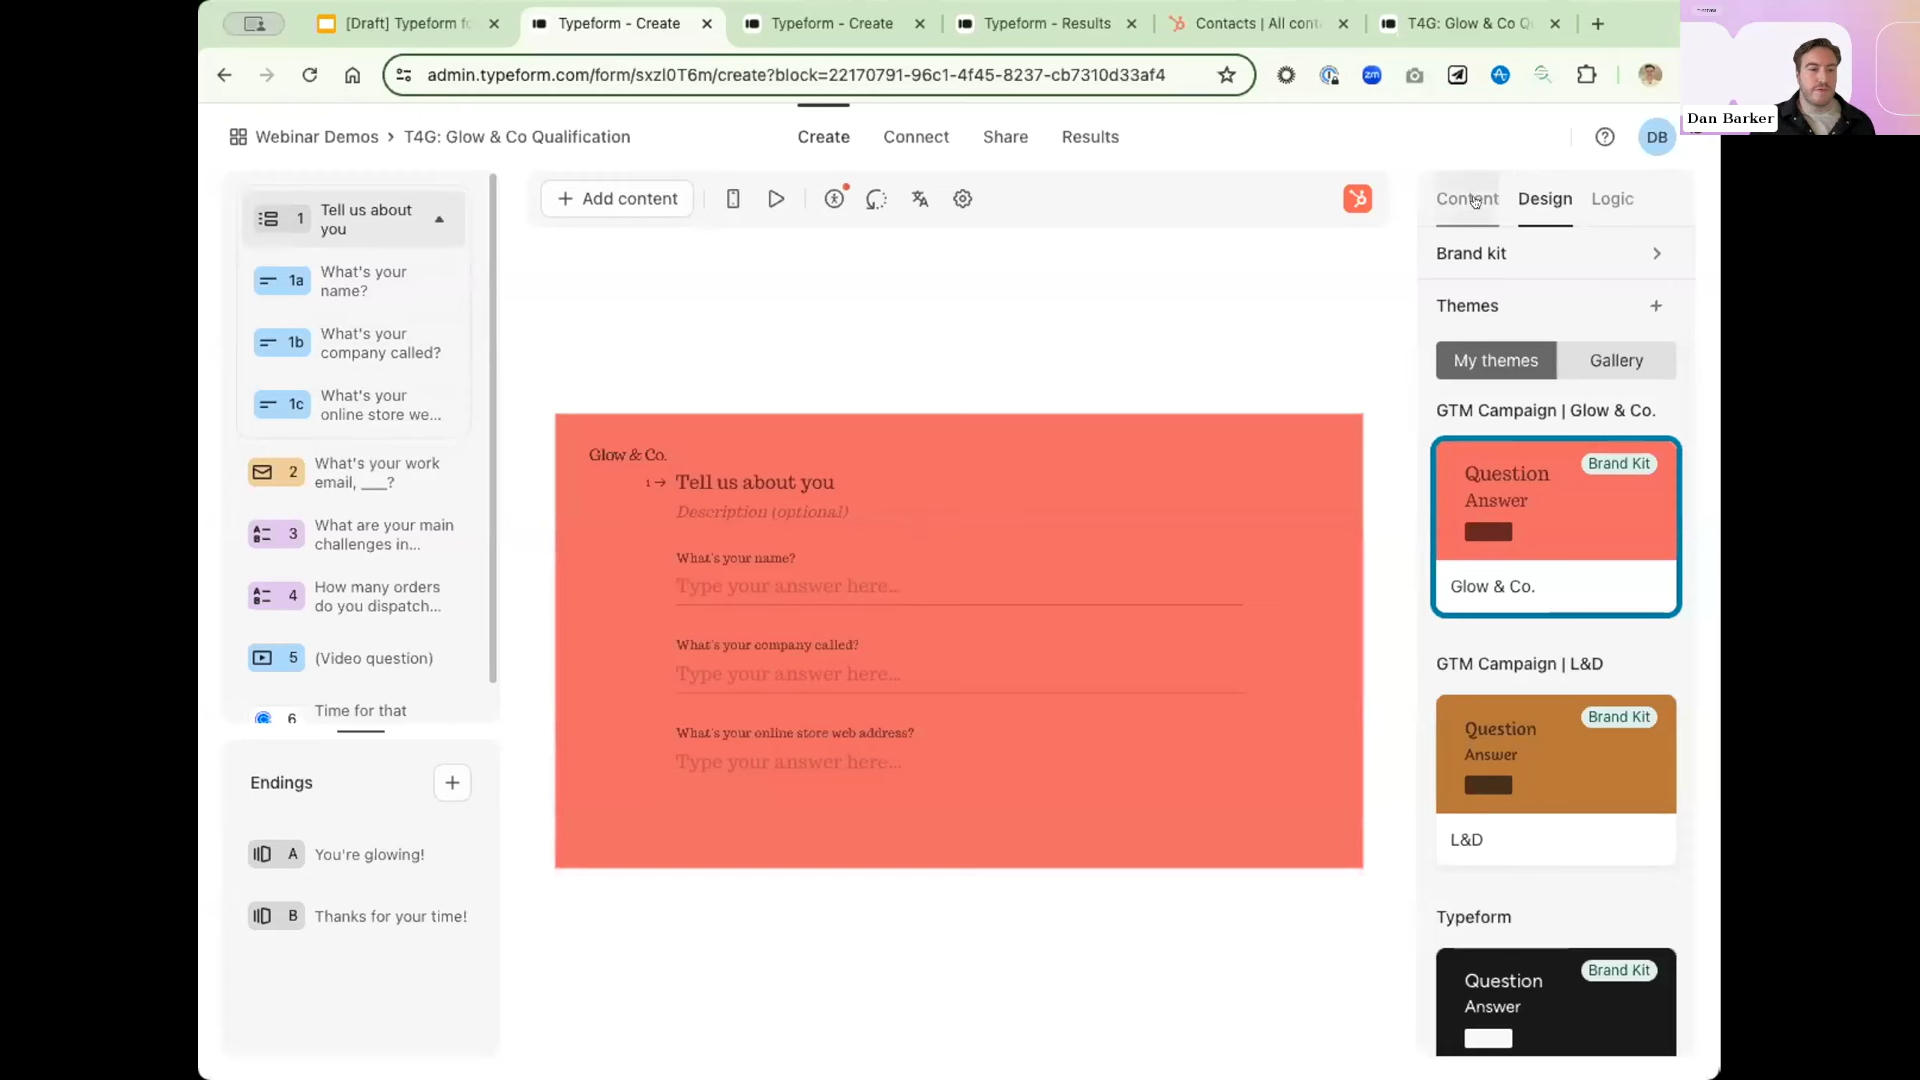 [Draft] Typeform fo
Typeform - Create
Typeform - Create
Typeform - Results
Contacts | All cont
T4G: Glow & Co Q
admin.typeform.com/form/sxzl0T6m/create?block=22170791-96c1-4f45-8237-cb7310d33af4
zm
Dan Barker
Webinar Demos > T4G: Glow & Co Qualification
Create
Connect
Share
Results
DB
1 Tell us about
you
1a What's your
name?
1b What's your
company called?
1c What's your
online store we...
2 What's your work
email, ___?
3 What are your main
challenges in...
4 How many orders
do you dispatch...
5 (Video question)
6 Time for that
Endings
A You're glowing!
B Thanks for your time!
+ Add content
Glow & Co.
1 → Tell us about you
Description (optional)
What's your name?
Type your answer here...
What's your company called?
Type your answer here...
What's your online store web address?
Type your answer here...
Content
Design
Logic
Brand kit
Themes
My themes
Gallery
GTM Campaign | Glow & Co.
Question
Brand Kit
Answer
Glow & Co.
GTM Campaign | L&D
Question
Brand Kit
Answer
L&D
Typeform
Question
Brand Kit
Answer